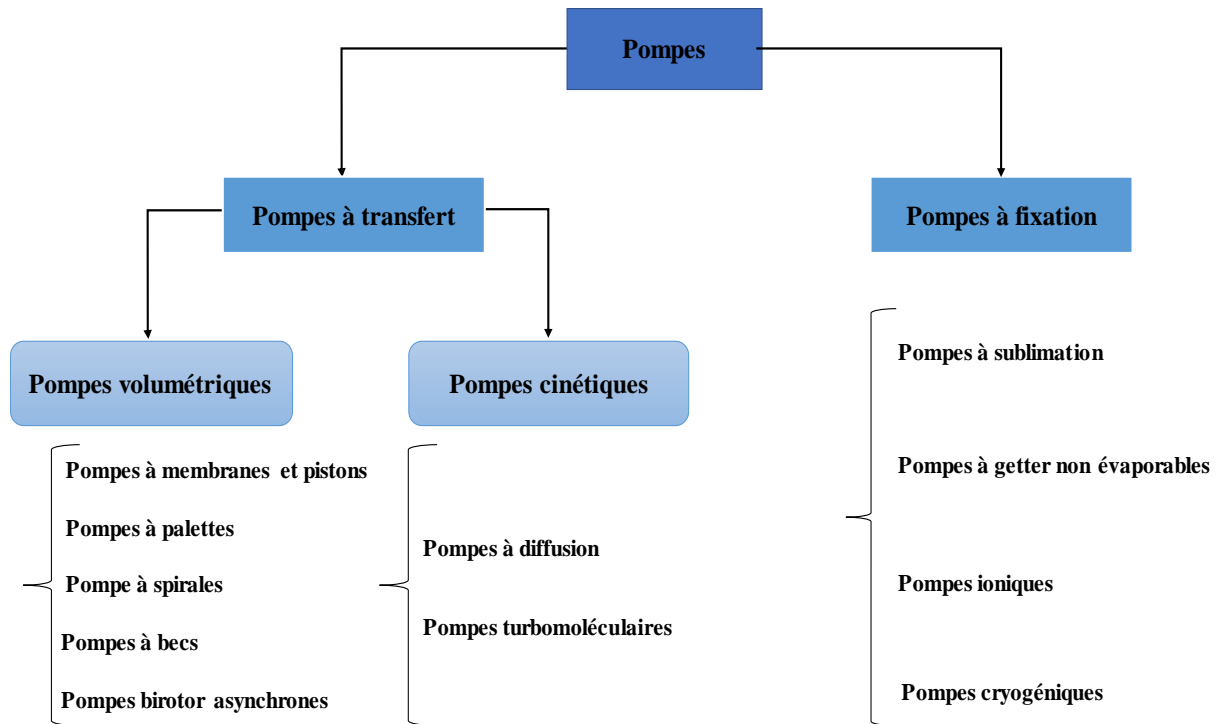 Pompes
Pompes à transfert
Pompes à fixation
Pompes volumétriques
Pompes cinétiques
Pompes à membranes et pistons
Pompes à palettes
Pompe à spirales
Pompes à becs
Pompes birotor asynchrones
Pompes à diffusion
Pompes turbomoléculaires
Pompes à sublimation
Pompes à getter non évaporables
Pompes ioniques
Pompes cryogéniques